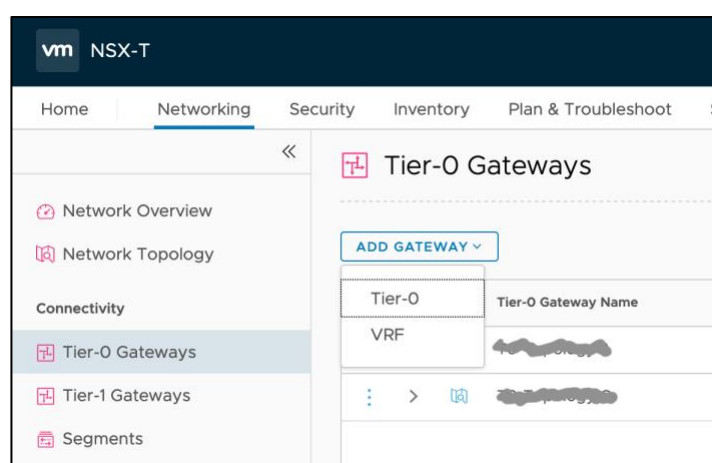 vm NSX-T
Home Networking Security Inventory Plan & Troubleshoot
Tier-0 Gateways
Network Overview
Network Topology
ADD GATEWAY
Connectivity
Tier-0
Tier-0 Gateway Name
VRF
Tier-0 Gateways
Tier-1 Gateways
Segments